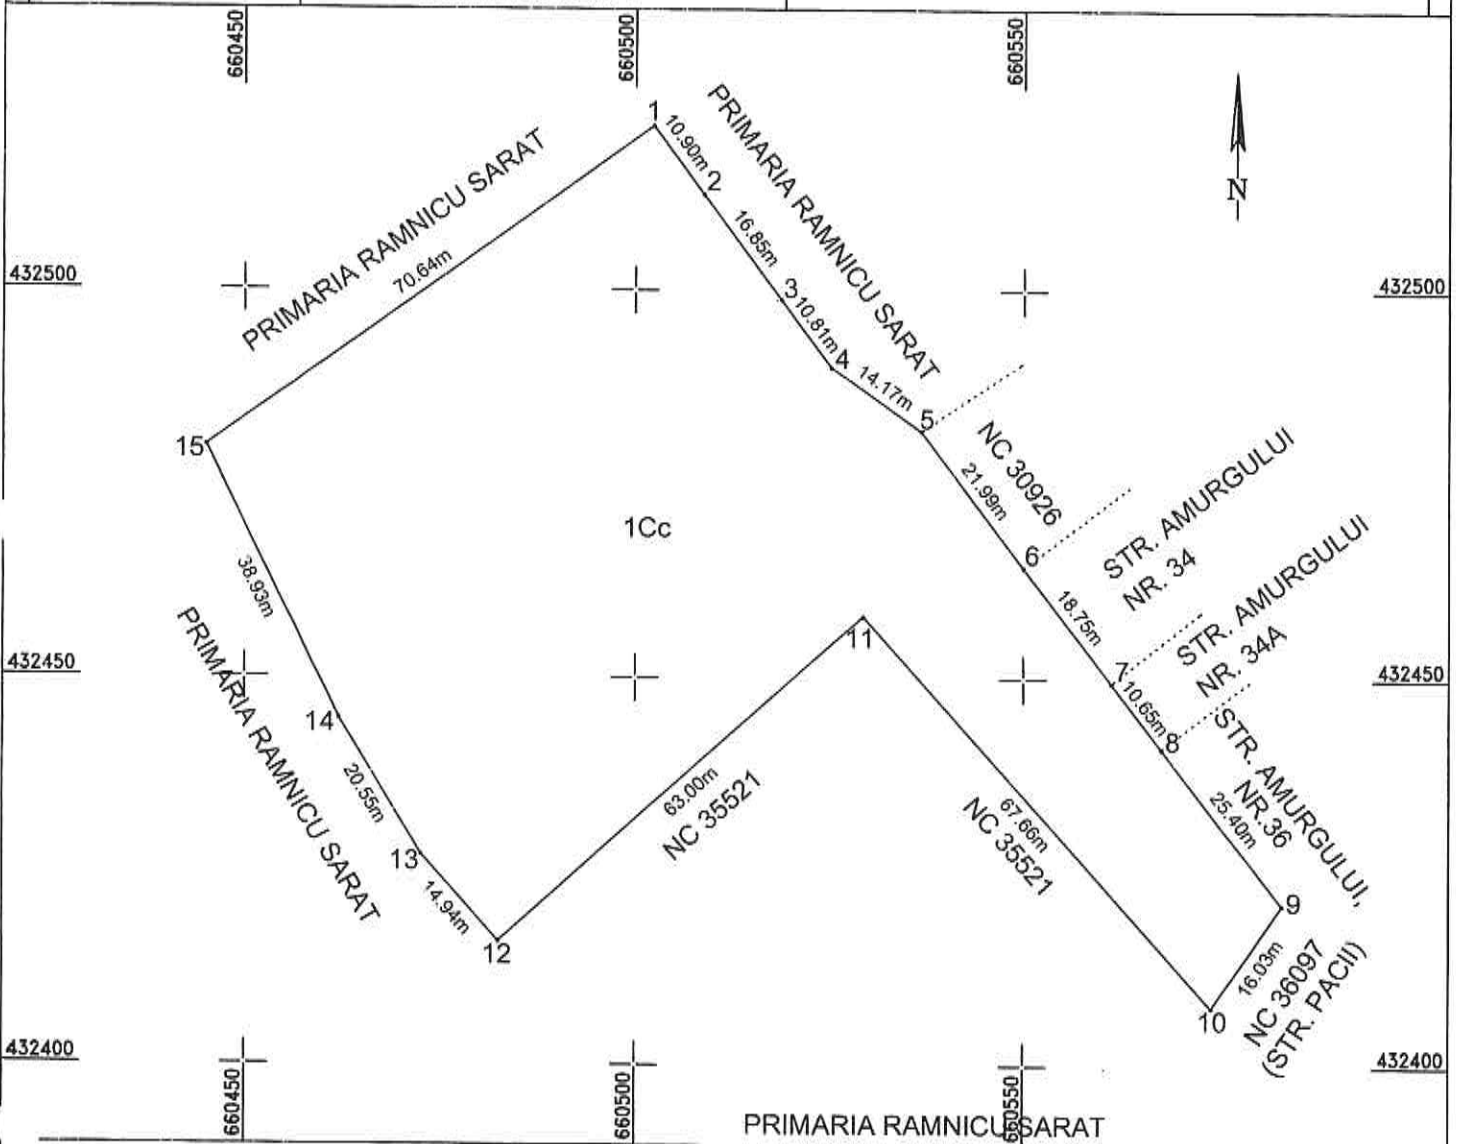 660450
660500
660550
1
10.90m
2
PRIMARIA RAMNICU SARAT
PRIMARIA RAMNICU SARAT
70.64m
16.85m
N
432500
432500
3
10.81m
4
14.17m
5
15
NC 30926
21.99m
STR. AMURGULUI
NR. 34
1Cc
6
38.93m
18.75m
STR. AMURGULUI
NR. 34A
11
432450
432450
7
10.65m
PRIMARIA RAMNICU SARAT
14
8
STR. AMURGULUI,
NR.36
20.55m
63.00m
NC 35521
67.66m
NC 35521
25.40m
13
14.94m
9
12
16.03m
NC 36097
(STR. PACII)
10
432400
432400
660450
660500
660550
PRIMARIA RAMNICU SARAT